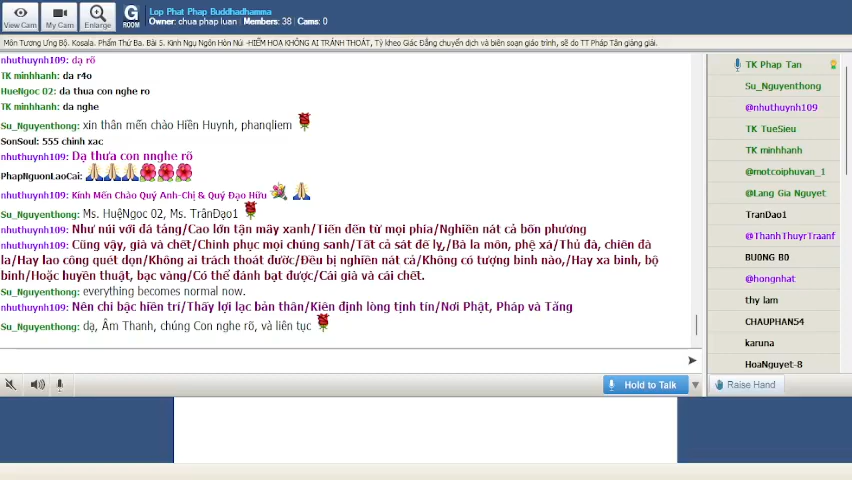 View Cam
My Cam
Enlarge
G ROOM
Lop Phat Phap Buddhadhamma
Owner: chua phap luan / Members: 38 / Cams: 0
Môn Tương Ưng Bộ. Kosala. Phẩm Thứ Ba. Bài 5. Kinh Ngụ Ngôn Hòn Núi -HIỂM HOẠ KHÔNG AI TRÁNH THOÁT, Tỳ kheo Giác Đẳng chuyển dịch và biên soạn giáo trình, sẽ do TT Pháp Tân giảng giải.
nhuthuynh109: dạ rõ
TK minhhanh: da r4o
HueNgoc 02: da thua con nghe ro
TK minhhanh: da nghe
Su_Nguyenthong: xin thân mến chào Hiền Huynh, phanqliem
SonSoul: 555 chinh xac
nhuthuynh109: Dạ thưa con nnghe rõ
PhapNguonLaoCai:
nhuthuynh109: Kính Mến Chào Quý Anh-Chị & Quý Đạo Hữu
Su_Nguyenthong: Ms. HuệNgoc 02, Ms. TrânDạo1
nhuthuynh109: Như núi với đá tảng/Cao lớn tận mây xanh/Tiến đến từ mọi phía/Nghiền nát cả bốn phương
nhuthuynh109: Cũng vậy, già và chết/Chinh phục mọi chúng sanh/Tất cả sát đế lỵ,/Bà la môn, phệ xá/Thủ đà, chiên đà
la/Hay lao công quét dọn/Không ai trách thoát được/Đều bị nghiền nát cả/Không có tượng binh nào,/Hay xa binh, bộ
binh/Hoặc huyền thuật, bạc vàng/Có thể đánh bạt được/Cái già và cái chết.
Su_Nguyenthong: everything becomes normal now.
nhuthuynh109: Nên chi bậc hiền trí/Thấy lợi lạc bản thân/Kiên định lòng tịnh tín/Nơi Phật, Pháp và Tăng
Su_Nguyenthong: dạ, Âm Thanh, chúng Con nghe rõ, và liên tục
Hold to Talk
TK Phap Tan
Su_Nguyenthong
@nhuthuynh109
TK TueSieu
TK minhhanh
@motcoiphuvan_1
@Lang Gia Nguyet
TranDao1
@ThanhThuyrTraanf
BUONG B0
@hongnhat
thy lam
CHAUPHAN54
karuna
HoaNguyet-8
Raise Hand